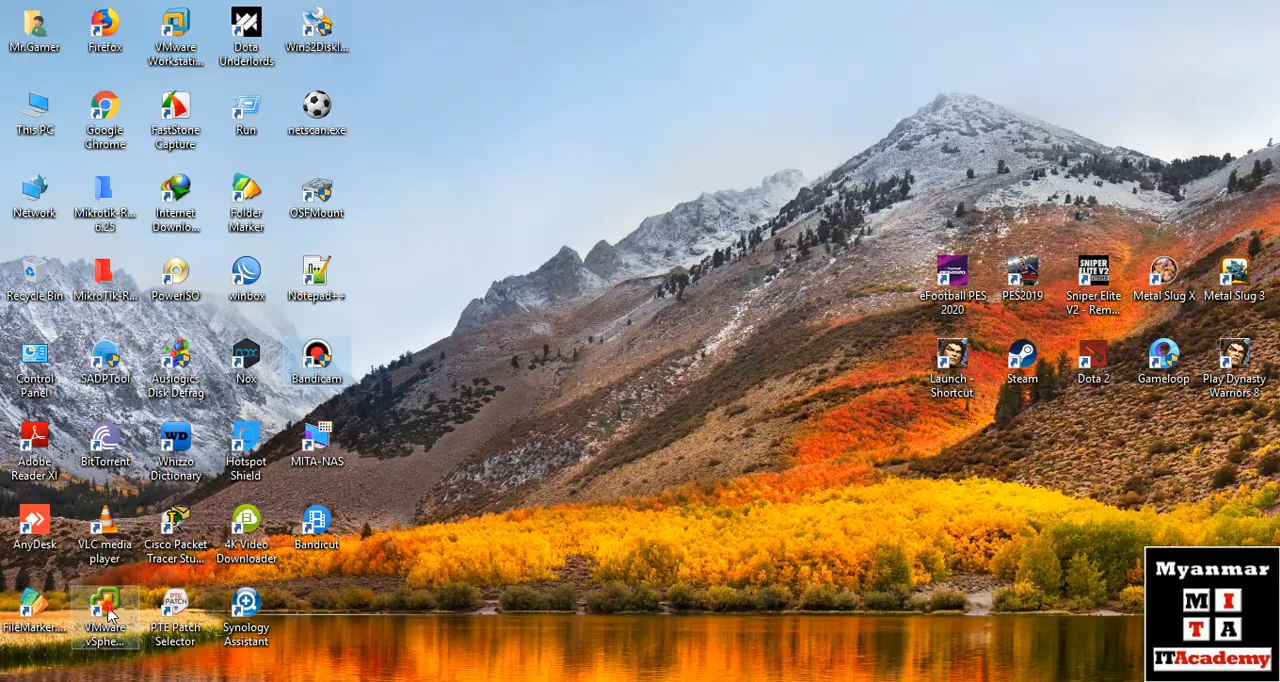 Mr.Gamer
Firefox
VMware
Workstati...
Dota
Underlords
Win32DiskI...
This PC
Google
Chrome
FastStone
Capture
Run
netscan.exe
Network
Mikrotik-R...
6.25
Internet
Downlo...
Folder
Marker
OSFMount
Recycle Bin
MikroTik-R...
PowerISO
winbox
Notepad++
Control
Panel
SADPTool
Auslogics
Disk Defrag
Nox
Bandicam
Adobe
Reader XI
BitTorrent
Whizzo
Dictionary
Hotspot
Shield
MITA-NAS
AnyDesk
VLC media
player
Cisco Packet
Tracer Stu...
4K Video
Downloader
Bandicut
FileMarker....
VMware
vSphe...
PTE Patch
Selector
Synology
Assistant
eFootball PES
2020
PES2019
Sniper Elite
V2 - Rem...
Metal Slug X
Metal Slug 3
Launch -
Shortcut
Steam
Dota 2
Gameloop
Play Dynasty
Warriors 8
Myanmar
M I
T A
ITAcademy